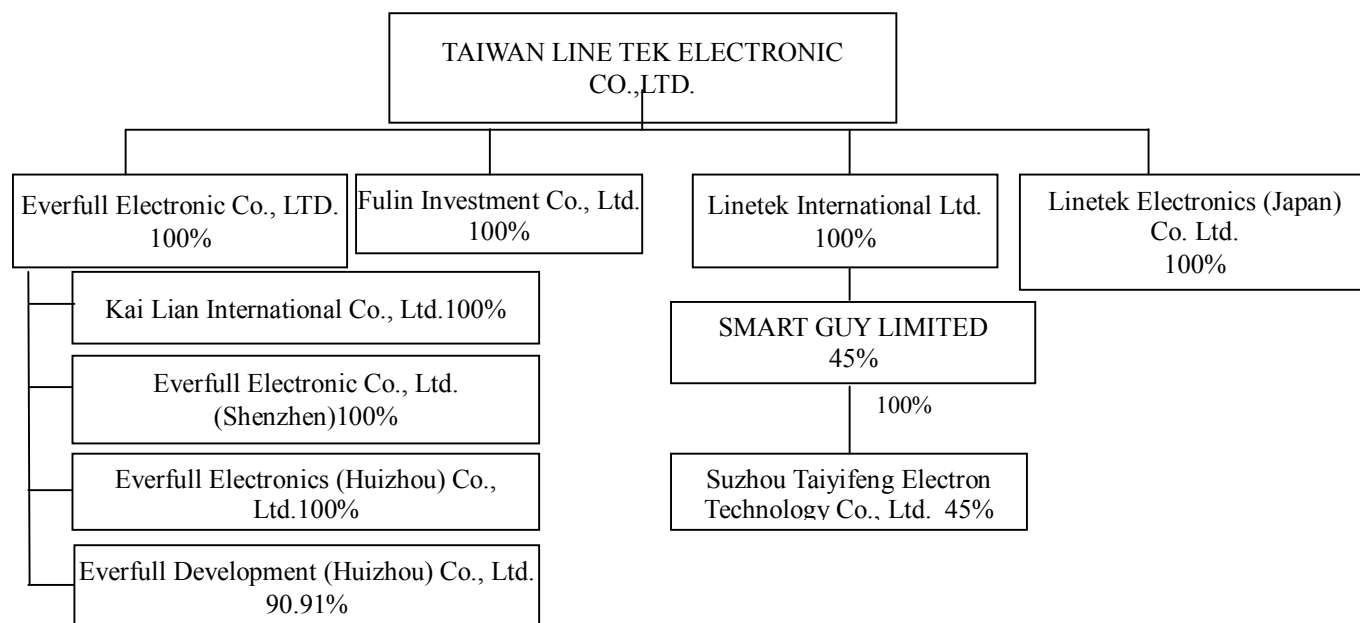 TAIWAN LINE TEK ELECTRONIC
CO.,LTD.
Everfull Electronic Co., LTD.
100%
Fulin Investment Co., Ltd.
100%
Linetek International Ltd.
100%
Linetek Electronics (Japan)
Co. Ltd.
100%
Kai Lian International Co., Ltd.100%
Everfull Electronic Co., Ltd.
(Shenzhen)100%
Everfull Electronics (Huizhou) Co.,
Ltd.100%
Everfull Development (Huizhou) Co., Ltd.
90.91%
SMART GUY LIMITED
45%
100%
Suzhou Taiyifeng Electron
Technology Co., Ltd. 45%